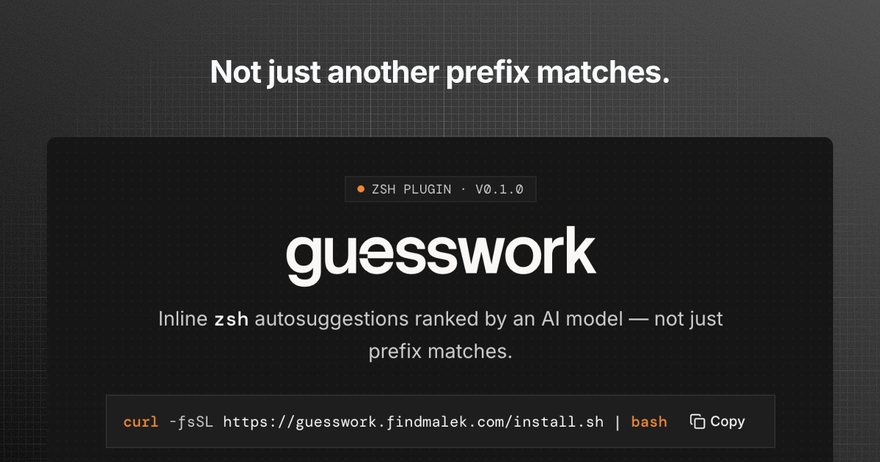 Not just another prefix matches.
ZSH PLUGIN · V0.1.0
guesswork
Inline zsh autosuggestions ranked by an AI model — not just
prefix matches.
curl -fsSL https://guesswork.findmalek.com/install.sh | bash Copy